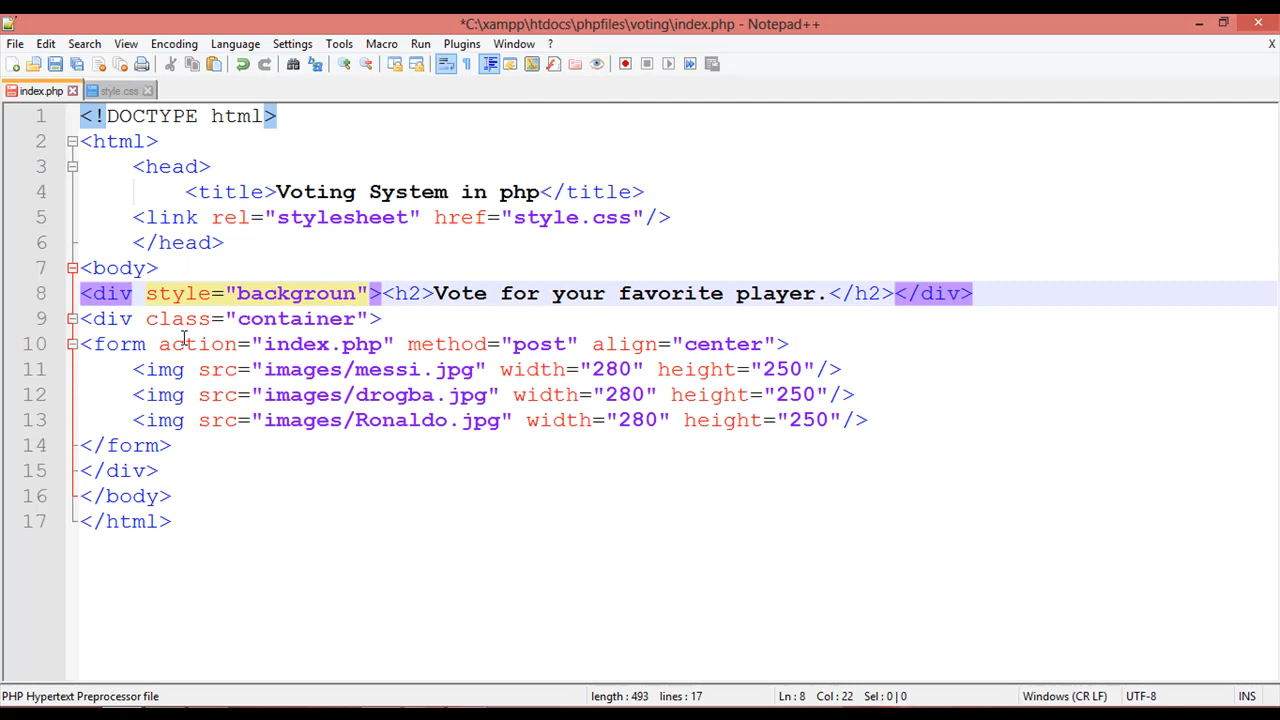 *C:\xampp\htdocs\phpfiles\voting\index.php - Notepad++
File Edit Search View Encoding Language Settings Tools Macro Run Plugins Window ? X
index.php style.css
1 <!DOCTYPE html>
2 <html>
3 <head>
4 <title>Voting System in php</title>
5 <link rel="stylesheet" href="style.css"/>
6 </head>
7 <body>
8 <div style="backgroun"><h2>Vote for your favorite player.</h2></div>
9 <div class="container">
10 <form action="index.php" method="post" align="center">
11 <img src="images/messi.jpg" width="280" height="250"/>
12 <img src="images/drogba.jpg" width="280" height="250"/>
13 <img src="images/Ronaldo.jpg" width="280" height="250"/>
14 </form>
15 </div>
16 </body>
17 </html>
PHP Hypertext Preprocessor file length : 493 lines : 17 Ln : 8 Col : 22 Sel : 0 | 0 Windows (CR LF) UTF-8 INS